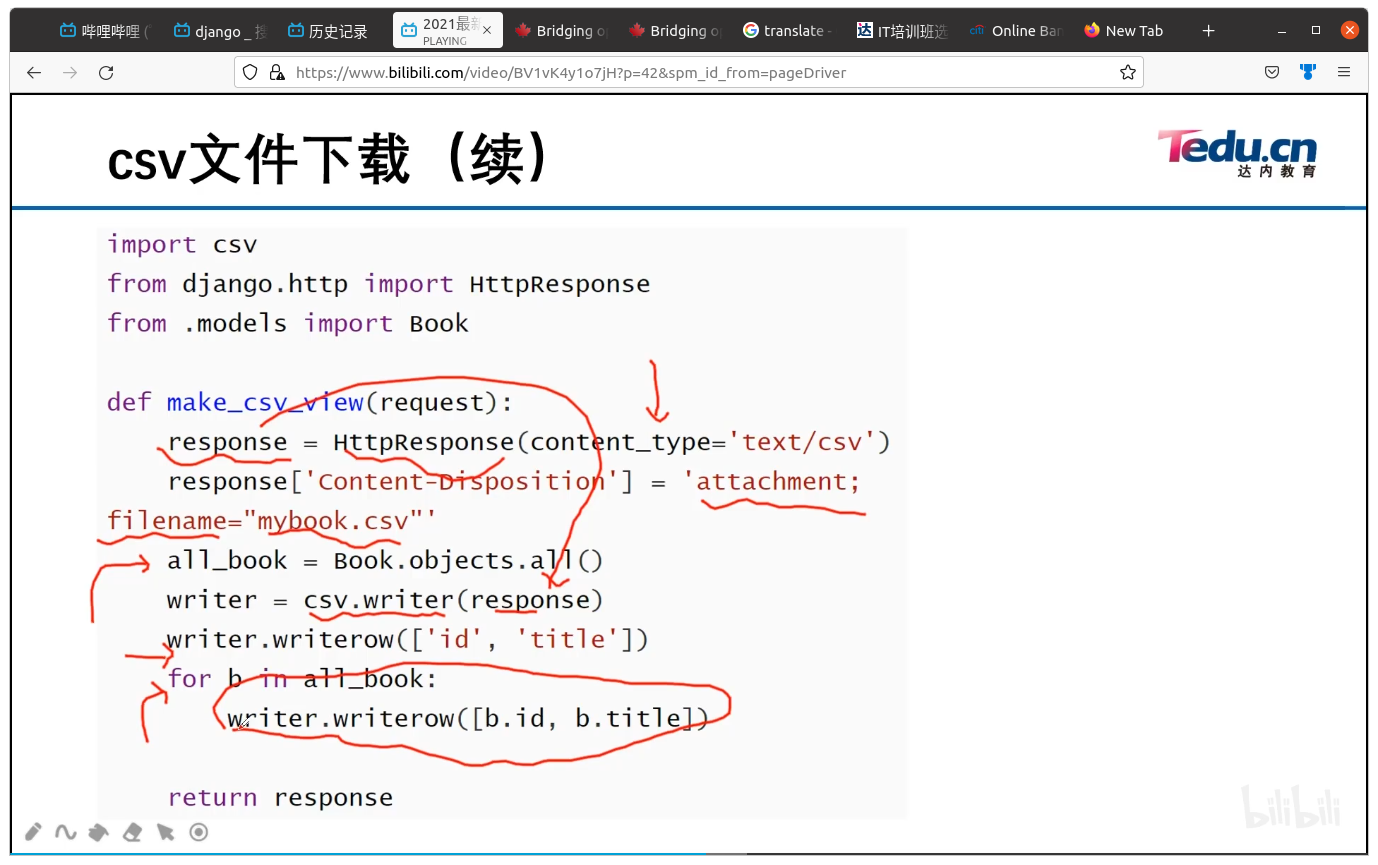 哔哩哔哩 (
django _ 搜
历史记录
2021最新
PLAYING
Bridging o
Bridging o
translate -
达 IT培训班选
citi Online Ban
New Tab
https://www.bilibili.com/video/BV1vK4y1o7jH?p=42&spm_id_from=pageDriver
csv文件下载（续）
Tedu.cn
达内教育
import csv
from django.http import HttpResponse
from .models import Book
def make_csv_view(request):
response = HttpResponse(content_type='text/csv')
response['Content-Disposition'] = 'attachment;
filename="mybook.csv"'
all_book = Book.objects.all()
writer = csv.writer(response)
writer.writerow(['id', 'title'])
for b in all_book:
writer.writerow([b.id, b.title])
return response
bilibili